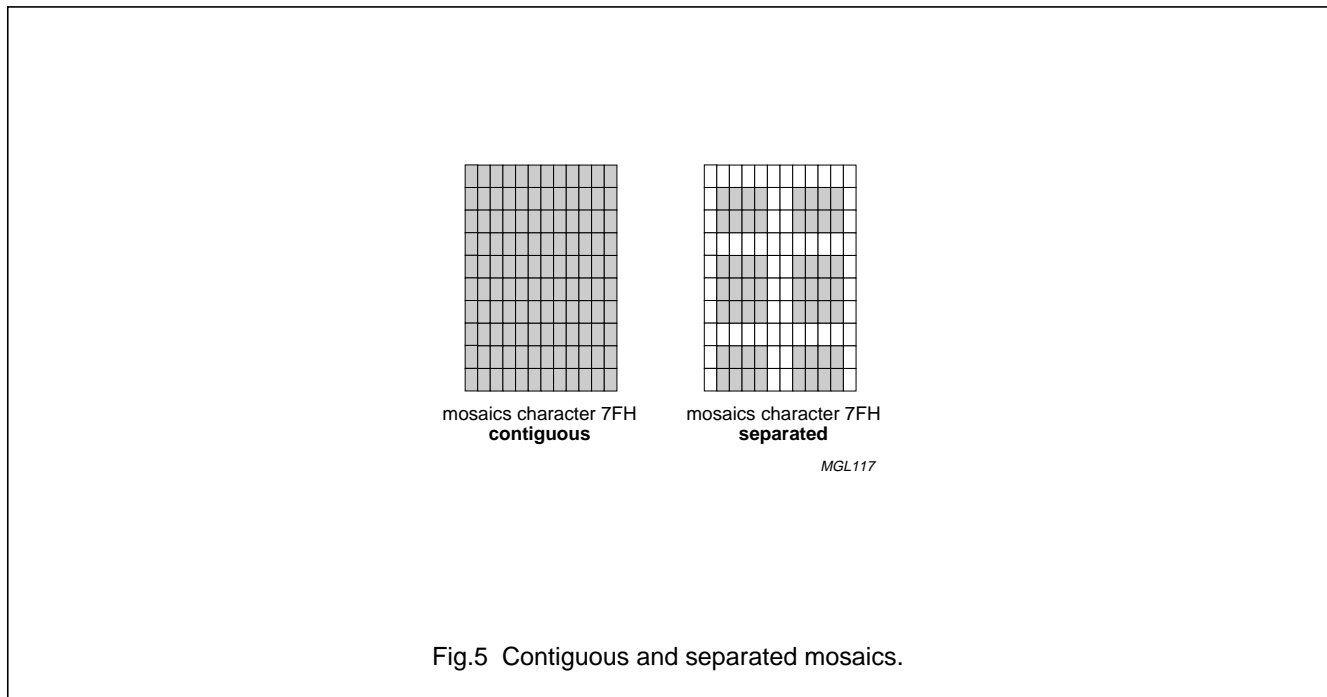 mosaics character 7FH
contiguous
mosaics character 7FH
separated
MGL117
Fig.5 Contiguous and separated mosaics.